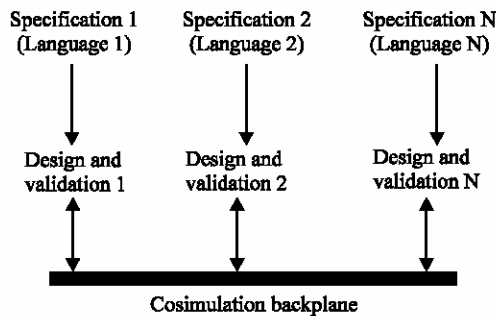 Specification 1
(Language 1)
Specification 2
(Language 2)
Specification N
(Language N)
Design and
validation 1
Design and
validation 2
Design and
validation N
Cosimulation backplane